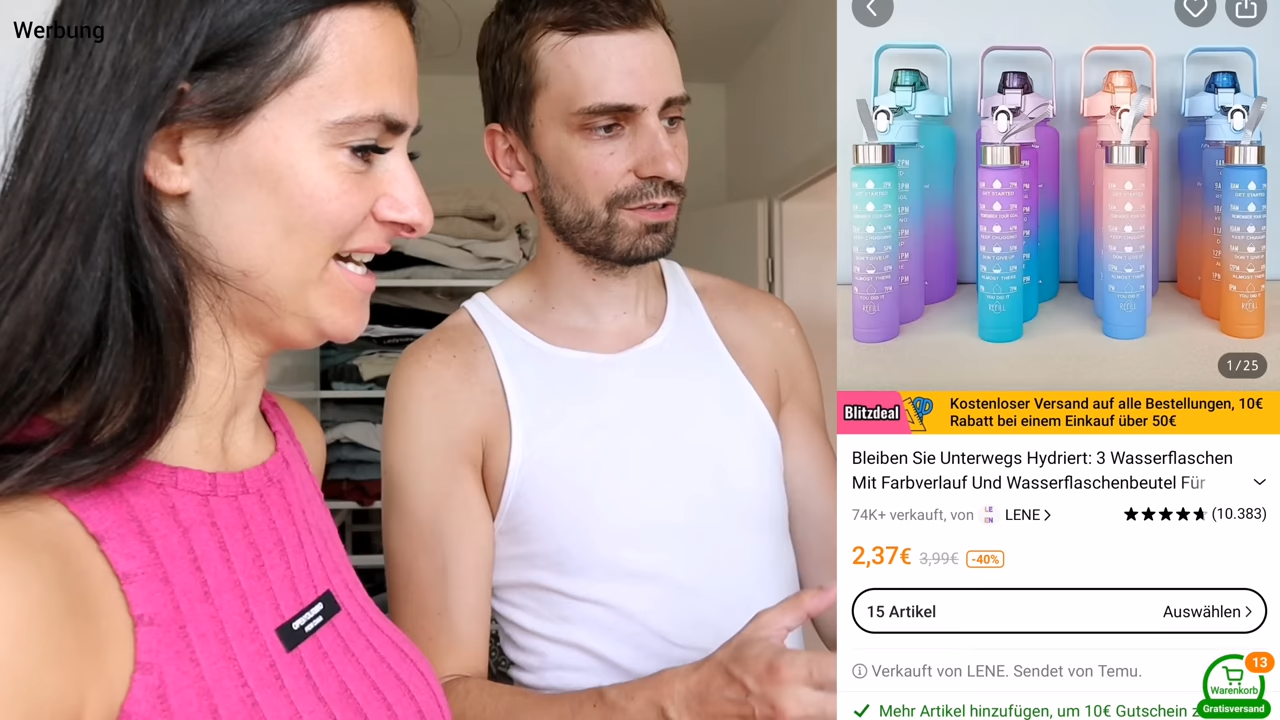 Werbung
1/25
Blitzdeal
Kostenloser Versand auf alle Bestellungen, 10€
Rabatt bei einem Einkauf über 50€
Bleiben Sie Unterwegs Hydriert: 3 Wasserflaschen
Mit Farbverlauf Und Wasserflaschenbeutel Für
74K+ verkauft, von LENE
(10.383)
2,37€ 3,99€ -40%
15 Artikel Auswählen
Verkauft von LENE. Sendet von Temu.
13
Warenkorb
Gratisversand
Mehr Artikel hinzufügen, um 10€ Gutschein